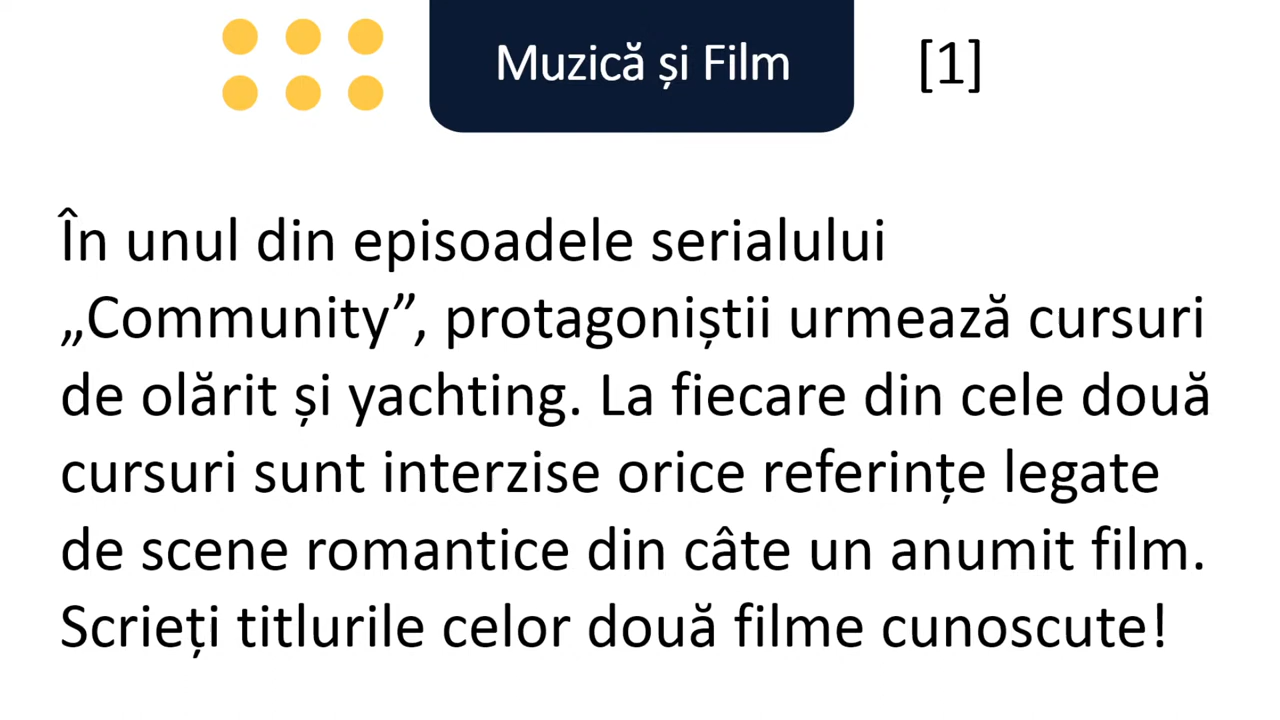 Muzică și Film
[1]
În unul din episoadele serialului
„Community”, protagoniștii urmează cursuri
de olărit și yachting. La fiecare din cele două
cursuri sunt interzise orice referințe legate
de scene romantice din câte un anumit film.
Scrieți titlurile celor două filme cunoscute!